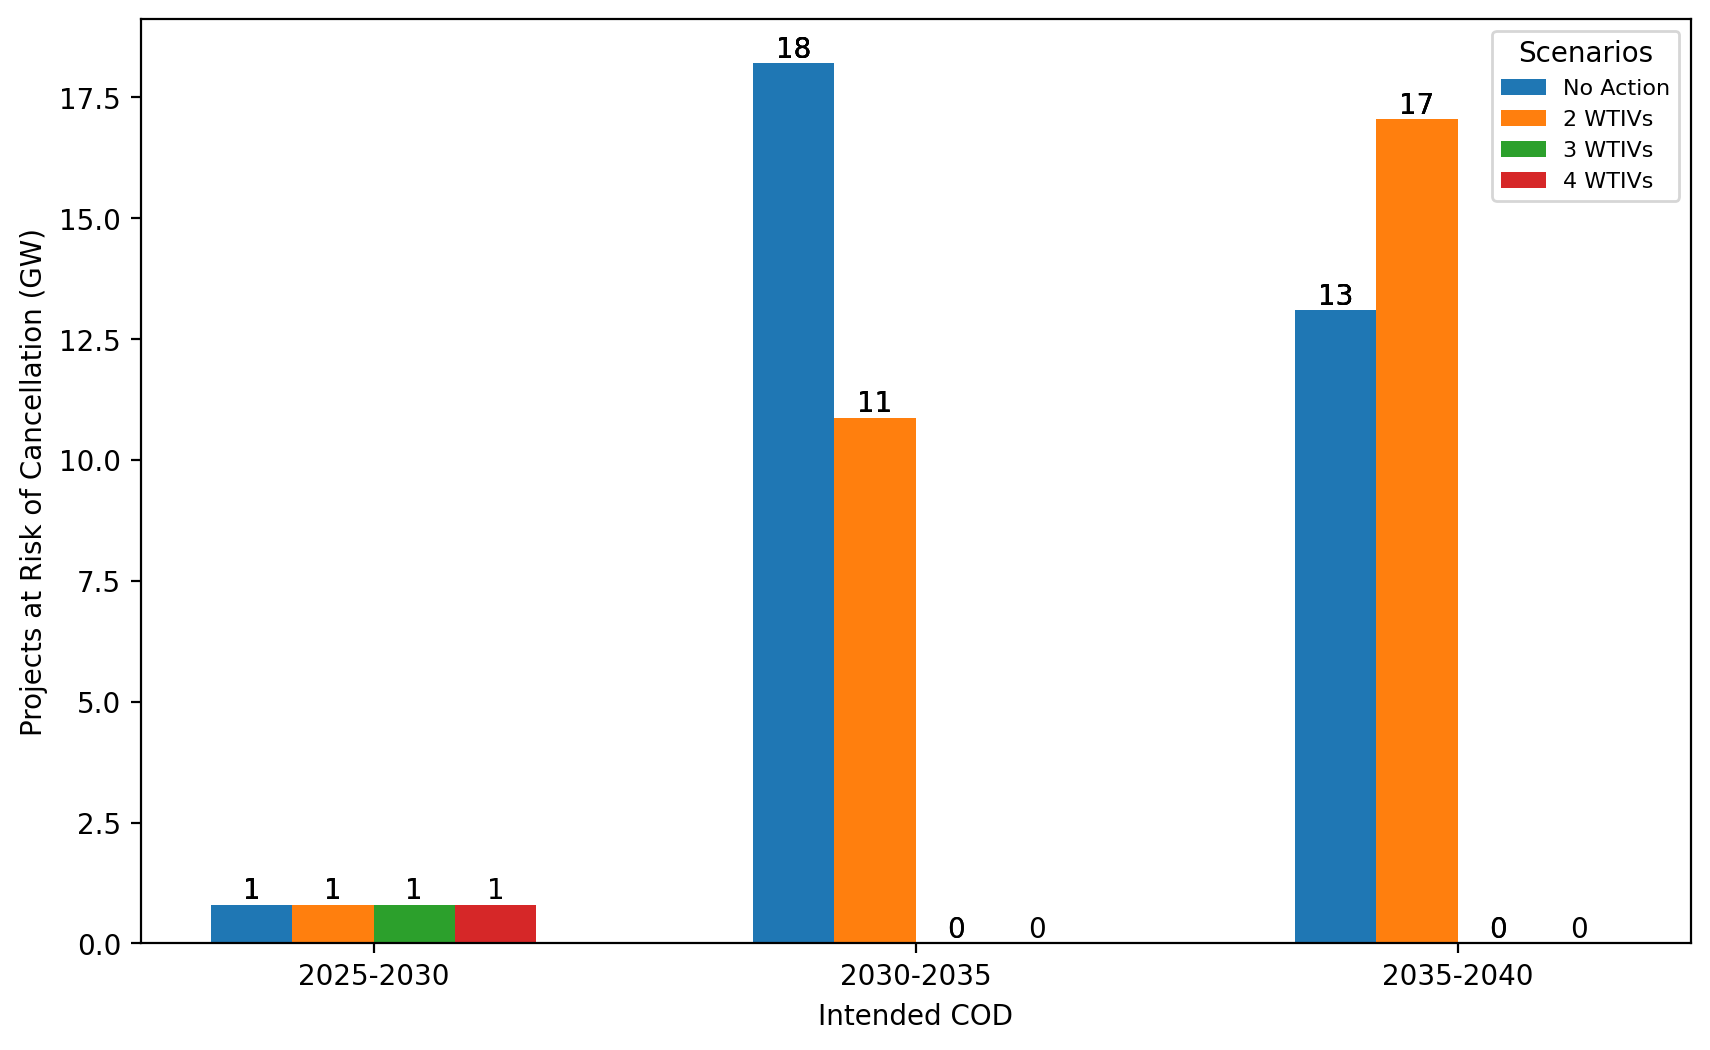 18
17
13
11
1 1 1 1
0 0
0 0
Scenarios
No Action
2 WTIVs
3 WTIVs
4 WTIVs
Projects at Risk of Cancellation (GW)
17.5
15.0
12.5
10.0
7.5
5.0
2.5
0.0
2025-2030 2030-2035 2035-2040
Intended COD